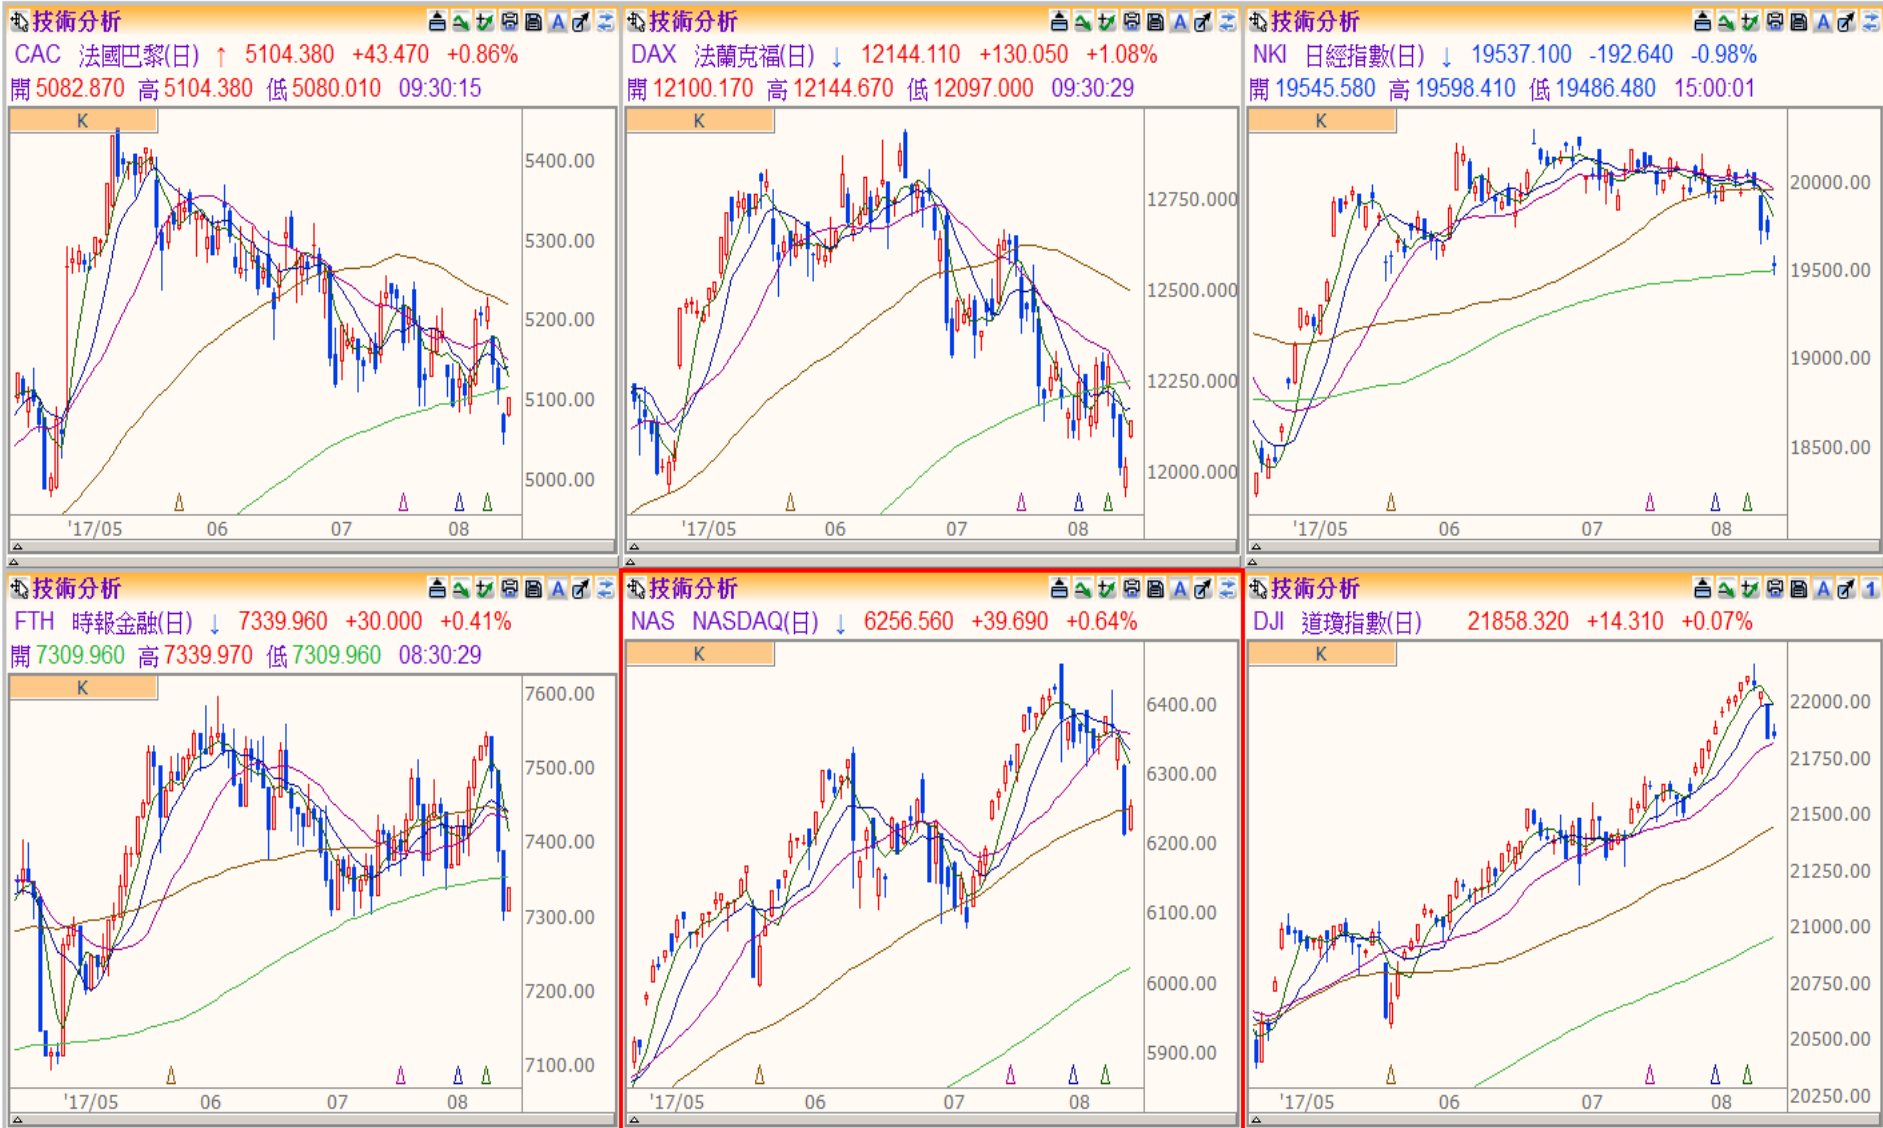 技術分析
CAC 法國巴黎(日) ↑ 5104.380 +43.470 +0.86%
開 5082.870 高 5104.380 低 5080.010 09:30:15
K
5400.00
5300.00
5200.00
5100.00
5000.00
'17/05 06 07 08
技術分析
DAX 法蘭克福(日) ↓ 12144.110 +130.050 +1.08%
開 12100.170 高 12144.670 低 12097.000 09:30:29
K
12750.000
12500.000
12250.000
12000.000
'17/05 06 07 08
技術分析
NKI 日經指數(日) ↓ 19537.100 -192.640 -0.98%
開 19545.580 高 19598.410 低 19486.480 15:00:01
K
20000.00
19500.00
19000.00
18500.00
'17/05 06 07 08
技術分析
FTH 時報金融(日) ↓ 7339.960 +30.000 +0.41%
開 7309.960 高 7339.970 低 7309.960 08:30:29
K
7600.00
7500.00
7400.00
7300.00
7200.00
7100.00
'17/05 06 07 08
技術分析
NAS NASDAQ(日) ↓ 6256.560 +39.690 +0.64%
K
6400.00
6300.00
6200.00
6100.00
6000.00
5900.00
'17/05 06 07 08
技術分析
DJI 道瓊指數(日) 21858.320 +14.310 +0.07%
K
22000.00
21750.00
21500.00
21250.00
21000.00
20750.00
20500.00
20250.00
'17/05 06 07 08